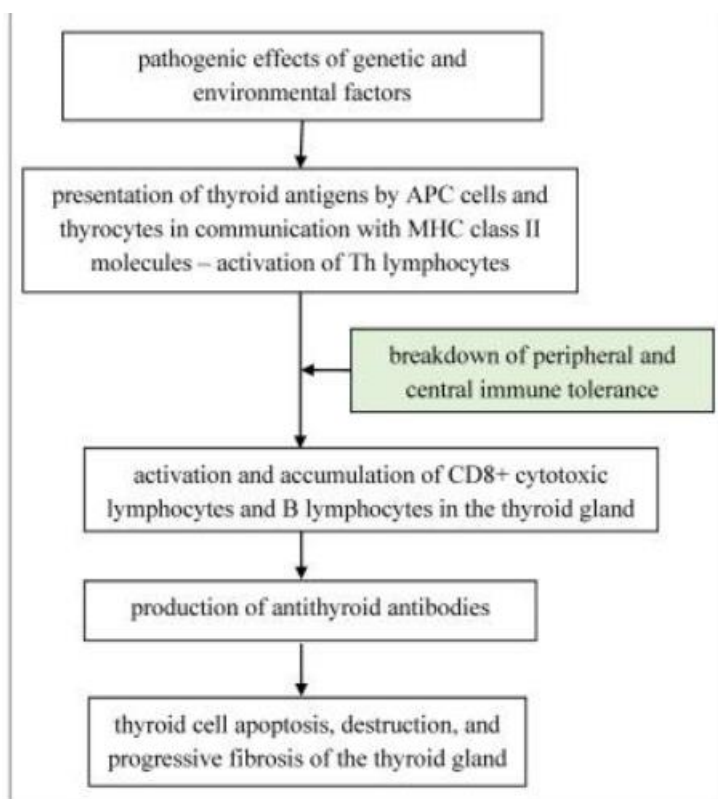 pathogenic effects of genetic and
environmental factors
presentation of thyroid antigens by APC cells and
thyrocytes in communication with MHC class II
molecules – activation of Th lymphocytes
breakdown of peripheral and
central immune tolerance
activation and accumulation of CD8+ cytotoxic
lymphocytes and B lymphocytes in the thyroid gland
production of antithyroid antibodies
thyroid cell apoptosis, destruction, and
progressive fibrosis of the thyroid gland